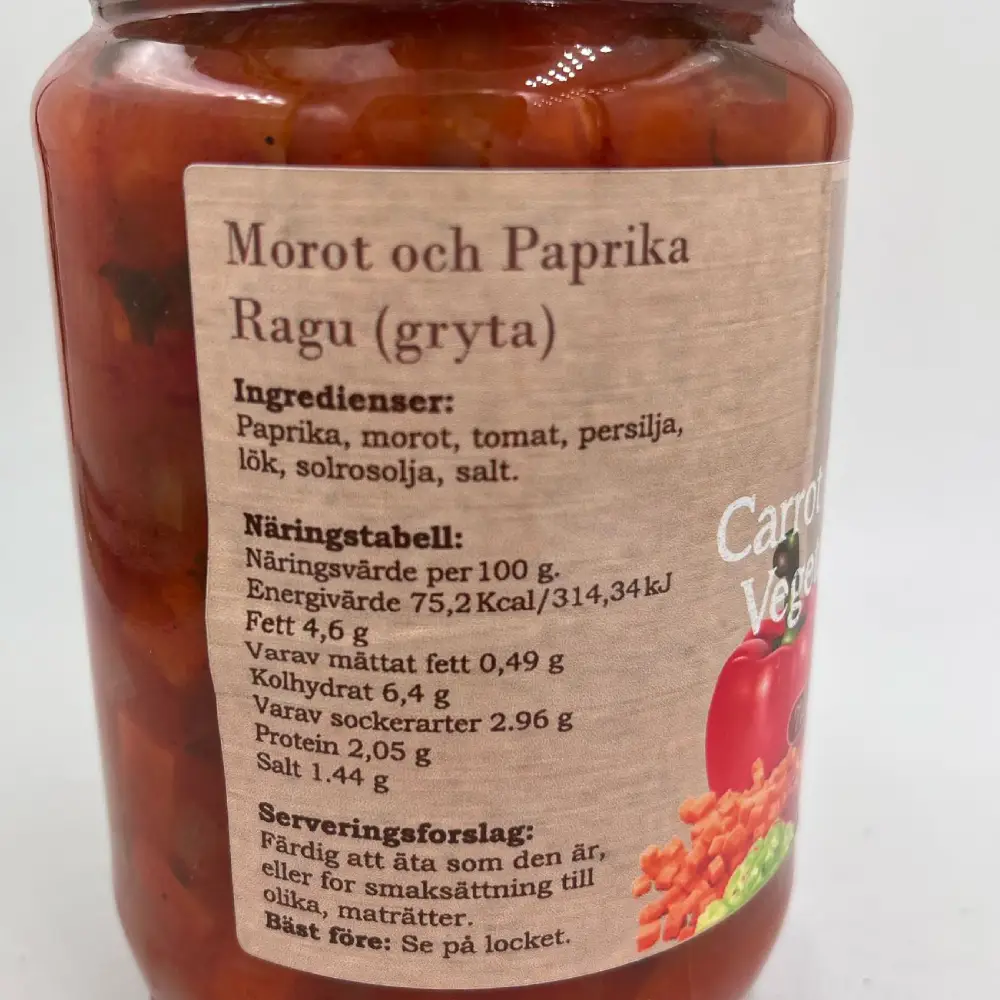 Morot och Paprika
Ragu (gryta)
Ingredienser:
Paprika, morot, tomat, persilja,
lök, solrosolja, salt.
Näringstabell:
Näringsvärde per 100 g.
Energivärde 75,2 Kcal/314,34 kJ
Fett 4,6 g
Varav mättat fett 0,49 g
Kolhydrat 6,4 g
Varav sockerarter 2.96 g
Protein 2,05 g
Salt 1.44 g
Serveringsforslag:
Färdig att äta som den är,
eller for smaksättning till
olika, maträtter.
Bäst före: Se på locket.
Carrot